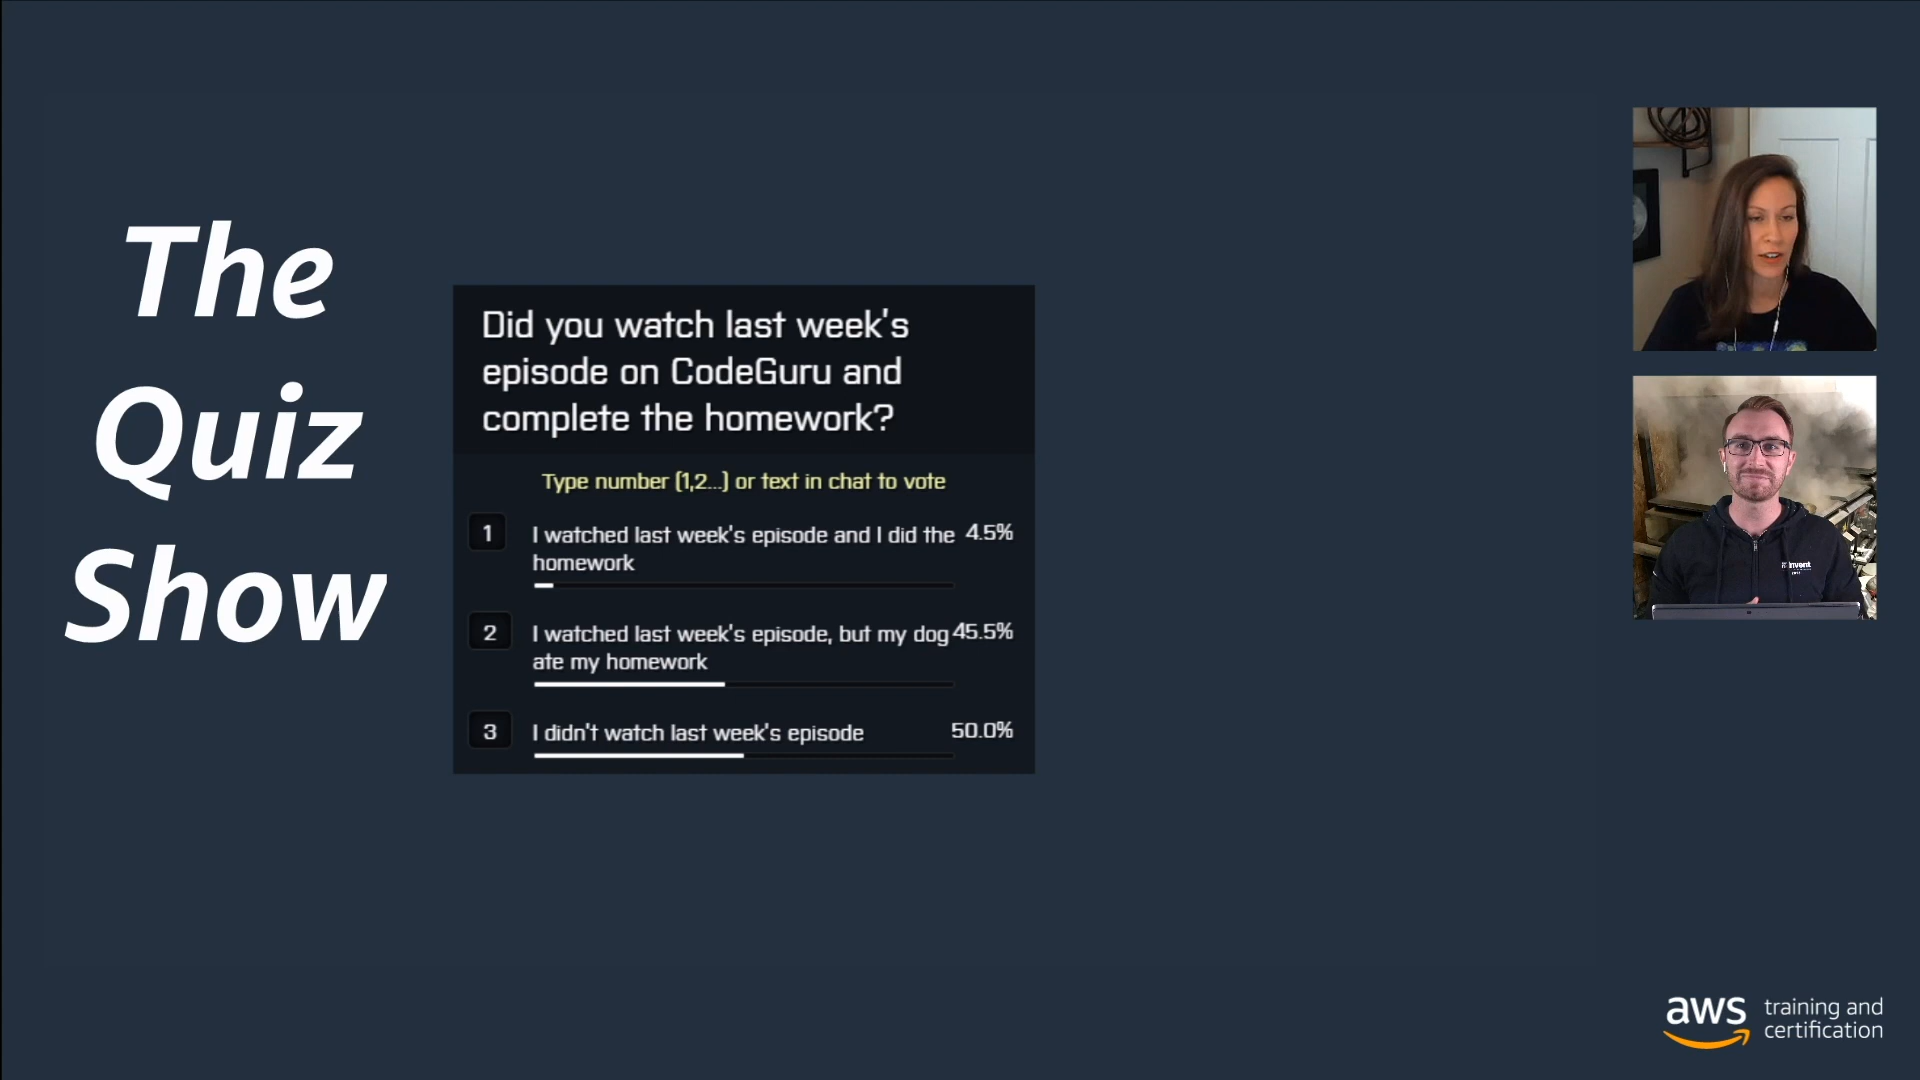 The
Quiz
Show
Did you watch last week's
episode on CodeGuru and
complete the homework?
Type number (1,2...) or text in chat to vote
1 I watched last week's episode and I did the 4.5%
homework
2 I watched last week's episode, but my dog 45.5%
ate my homework
3 I didn't watch last week's episode 50.0%
aws training and
certification